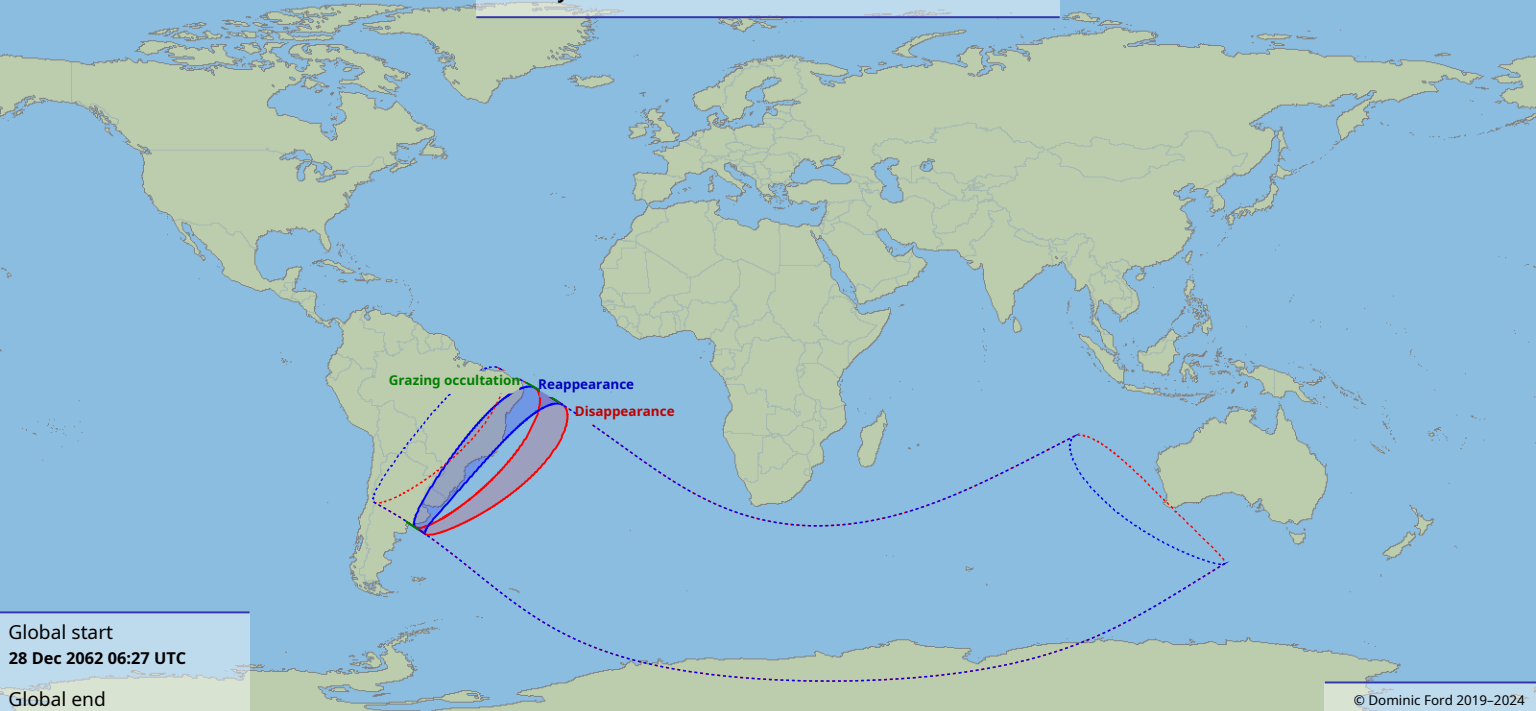 Grazing occultation
Reappearance
Disappearance
Global start
28 Dec 2062 06:27 UTC
Global end
© Dominic Ford 2019–2024